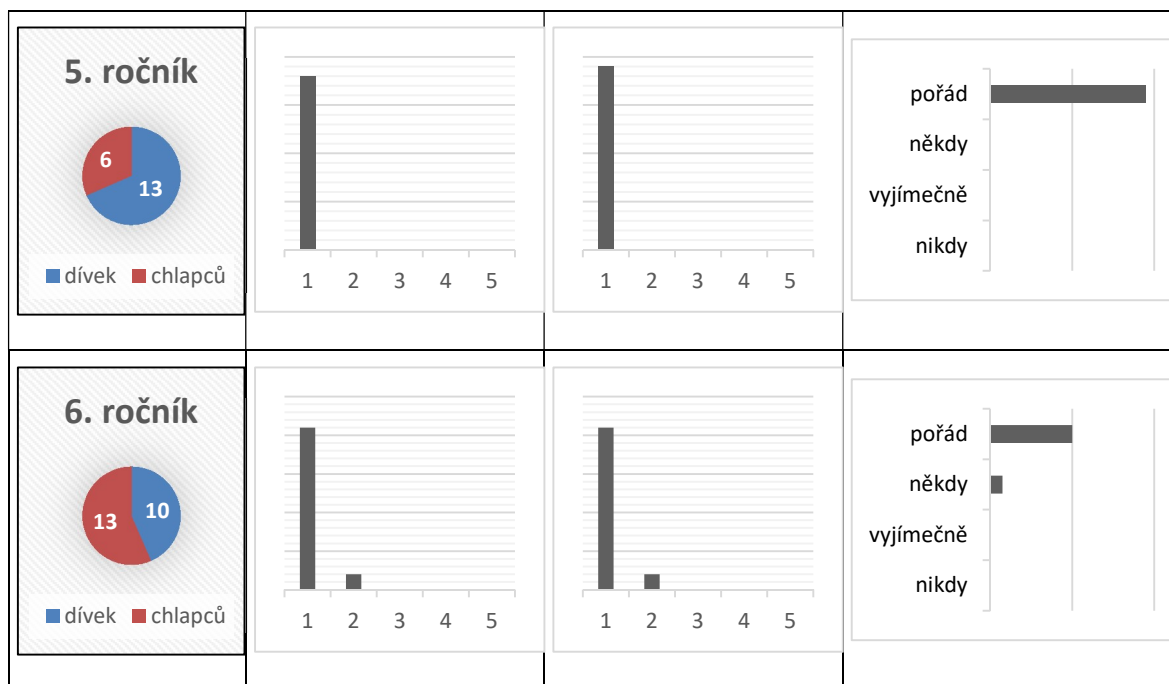 5. ročník
6
13
dívek chlapců
1 2 3 4 5
1 2 3 4 5
pořád
někdy
vyjímečně
nikdy
6. ročník
13 10
dívek chlapců
1 2 3 4 5
1 2 3 4 5
pořád
někdy
vyjímečně
nikdy